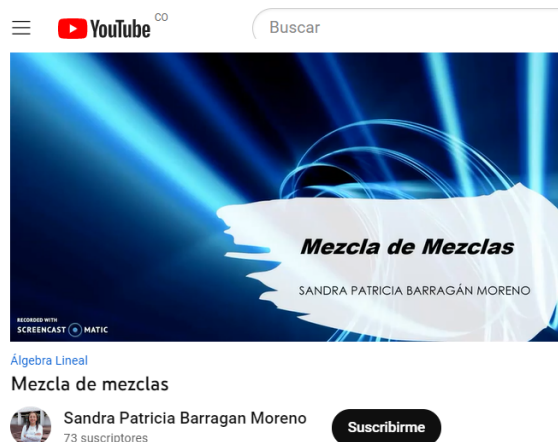 YouTube CO
Buscar
Mezcla de Mezclas
SANDRA PATRICIA BARRAGÁN MORENO
RECORDED WITH
SCREENCAST MATIC
Álgebra Lineal
Mezcla de mezclas
Sandra Patricia Barragan Moreno
73 suscriptores
Suscribirme